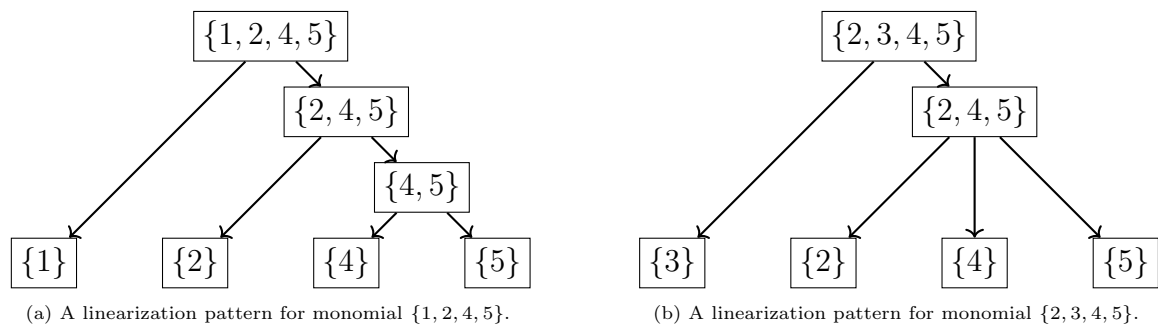 {1, 2, 4, 5}
{2, 4, 5}
{4, 5}
{1}
{2}
{4}
{5}
(a) A linearization pattern for monomial {1, 2, 4, 5}.
{2, 3, 4, 5}
{2, 4, 5}
{3}
{2}
{4}
{5}
(b) A linearization pattern for monomial {2, 3, 4, 5}.